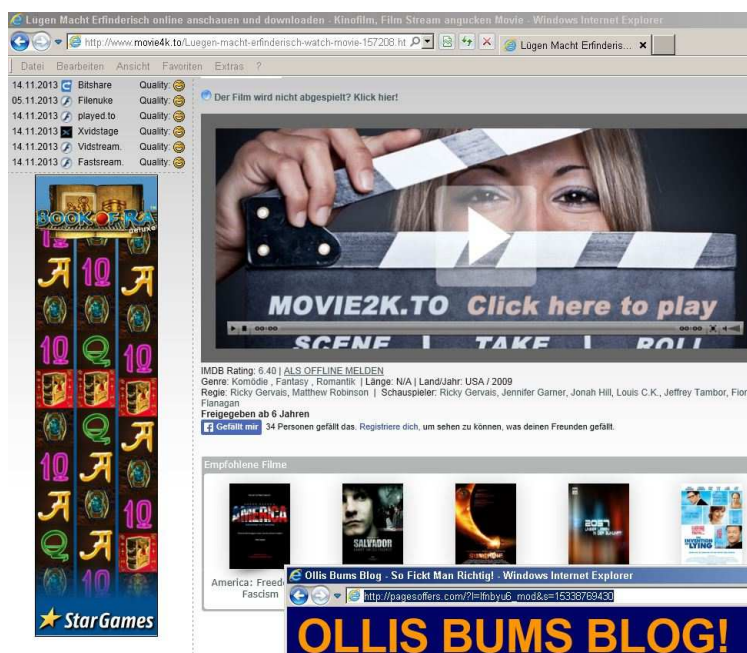 Lugen Macht Erfinderisch online anschauen und downloaden - Kinofilm, Film Stream angucken Movie - Windows Internet Explorer
http://www.movie4k.to/Luegen-macht-erfinderisch-watch-movie-157208.ht
Lügen Macht Erfinderis...
Datei Bearbeiten Ansicht Favoriten Extras ?
14.11.2013 Bitshare Quality:
05.11.2013 Filenuke Quality:
14.11.2013 played.to Quality:
14.11.2013 Xvidstage Quality:
14.11.2013 Vidstream. Quality:
14.11.2013 Fastsream. Quality:
Der Film wird nicht abgespielt? Klick hier!
BOOK OF RA
deluxe
10
A
Q
StarGames
MOVIE2K.TO Click here to play
00:00 00:00
SCENE TAKE ROLL
IMDB Rating: 6.40 | ALS OFFLINE MELDEN
Genre: Komödie , Fantasy , Romantik | Länge: N/A | Land/Jahr: USA / 2009
Regie: Ricky Gervais, Matthew Robinson | Schauspieler: Ricky Gervais, Jennifer Garner, Jonah Hill, Louis C.K., Jeffrey Tambor, Fion
Flanagan
Freigegeben ab 6 Jahren
Gefällt mir 34 Personen gefällt das. Registriere dich, um sehen zu können, was deinen Freunden gefällt.
Empfohlene Filme
AMERICA
SALVADOR
2057
INVENTION
LYING
America: Freed
Fascism
Ollis Bums Blog - So Fickt Man Richtig! - Windows Internet Explorer
http://pagesoffers.com/?l=lfnbyu6_mod&s=15338769430
OLLIS BUMS BLOG!